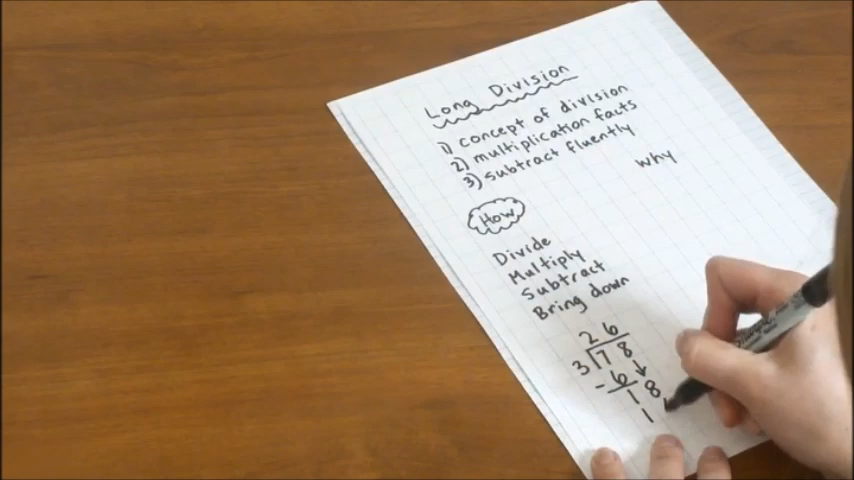 Long Division
1) concept of division
2) multiplication facts
3) subtract fluently
why
How
Divide
Multiply
Subtract
Bring down
26
3 78
-6↓
18
1